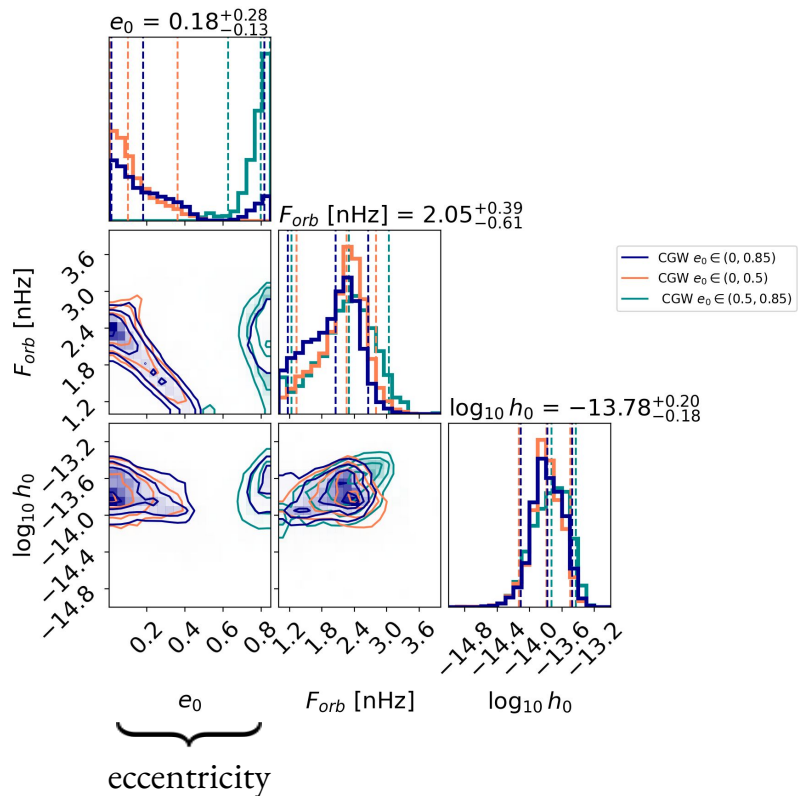 e₀ = 0.18+0.28−0.13
F_orb [nHz] = 2.05+0.39−0.61
CGW e₀ ∈ (0, 0.85)
CGW e₀ ∈ (0, 0.5)
CGW e₀ ∈ (0.5, 0.85)
F_orb [nHz]
3.6
3.0
2.4
1.8
1.2
log₁₀ h₀ = −13.78+0.20−0.18
log₁₀ h₀
−13.2
−13.6
−14.0
−14.4
−14.8
0.2 0.4 0.6 0.8 1.2 1.8 2.4 3.0 3.6 −14.8 −14.4 −14.0 −13.6 −13.2
e₀ F_orb [nHz] log₁₀ h₀
eccentricity